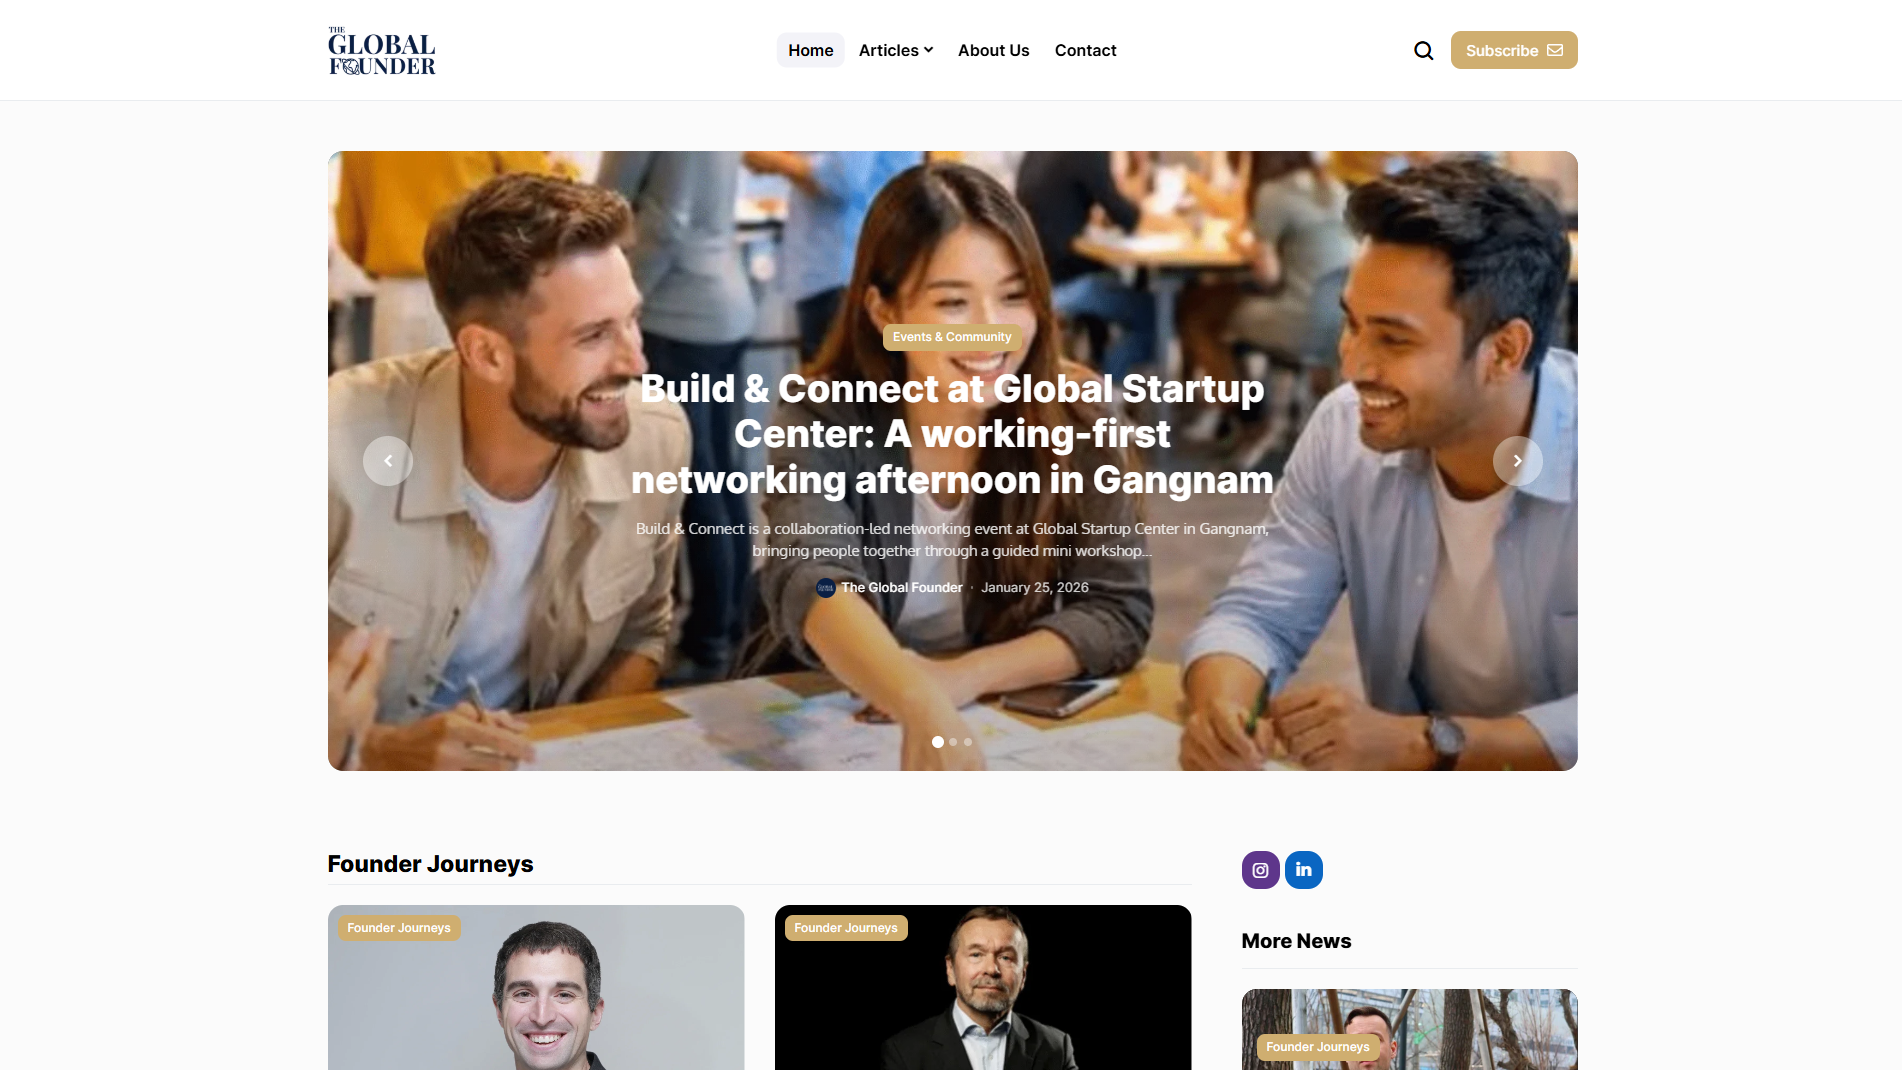 THE
GLOBAL
FOUNDER
Home
Articles
About Us
Contact
Subscribe
Events & Community
Build & Connect at Global Startup
Center: A working-first
networking afternoon in Gangnam
Build & Connect is a collaboration-led networking event at Global Startup Center in Gangnam,
bringing people together through a guided mini workshop...
The Global Founder · January 25, 2026
Founder Journeys
Founder Journeys
Founder Journeys
in
More News
Founder Journeys